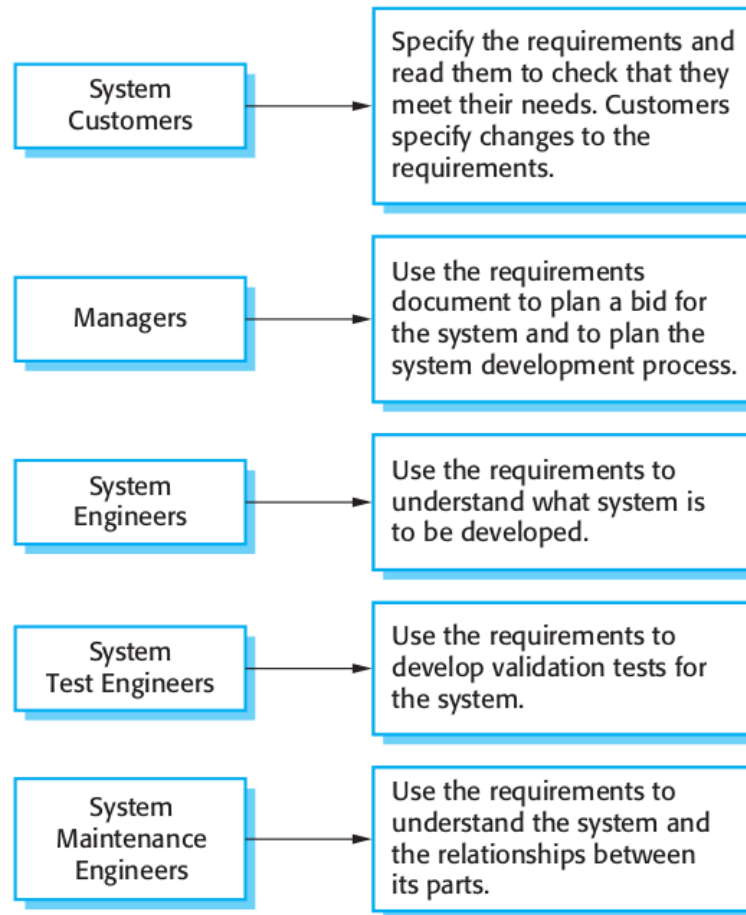 System
Customers
Specify the requirements and
read them to check that they
meet their needs. Customers
specify changes to the
requirements.
Managers
Use the requirements
document to plan a bid for
the system and to plan the
system development process.
System
Engineers
Use the requirements to
understand what system is
to be developed.
System
Test Engineers
Use the requirements to
develop validation tests for
the system.
System
Maintenance
Engineers
Use the requirements to
understand the system and
the relationships between
its parts.